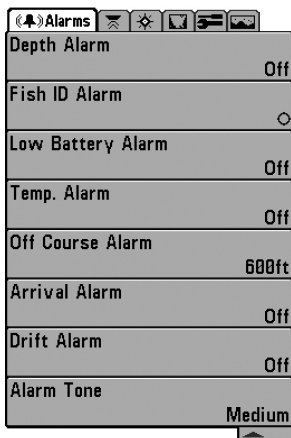 Alarms
Depth Alarm
Off
Fish ID Alarm
Low Battery Alarm
Off
Temp. Alarm
Off
Off Course Alarm
600ft
Arrival Alarm
Off
Drift Alarm
Off
Alarm Tone
Medium